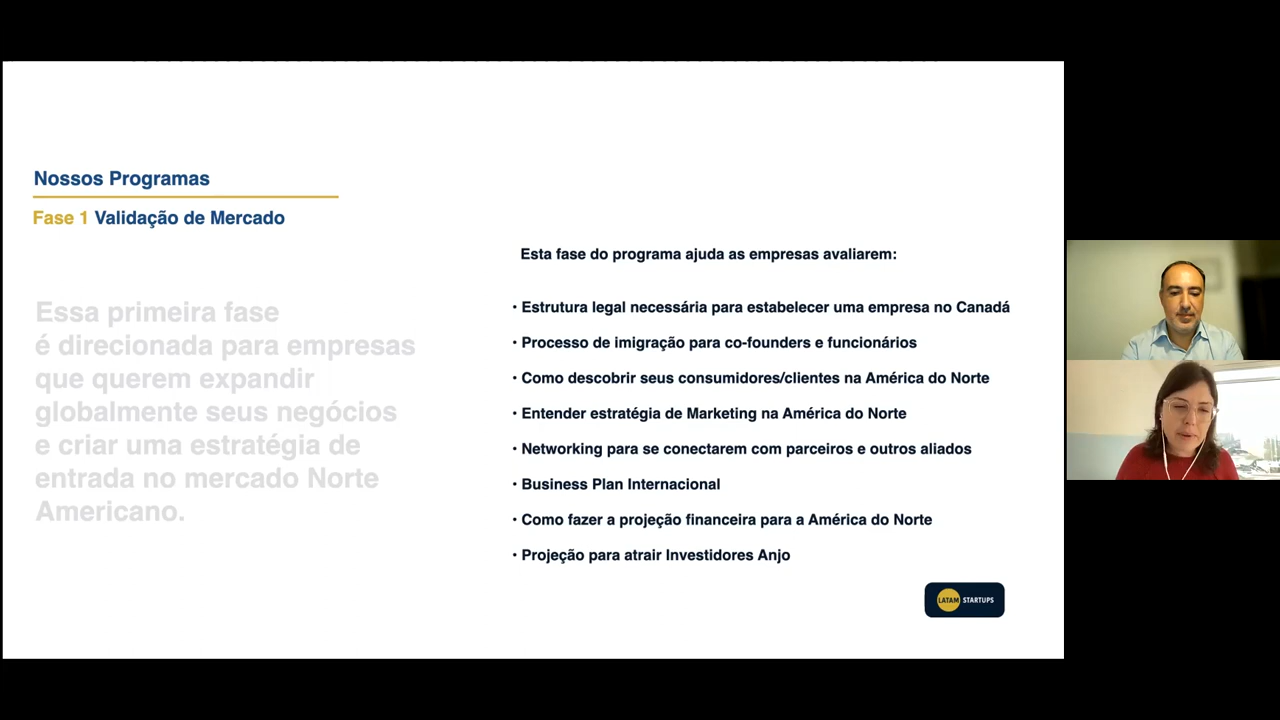 Nossos Programas
Fase 1 Validação de Mercado
Essa primeira fase
é direcionada para empresas
que querem expandir
globalmente seus negócios
e criar uma estratégia de
entrada no mercado Norte
Americano.
Esta fase do programa ajuda as empresas avaliarem:
• Estrutura legal necessária para estabelecer uma empresa no Canadá
• Processo de imigração para co-founders e funcionários
• Como descobrir seus consumidores/clientes na América do Norte
• Entender estratégia de Marketing na América do Norte
• Networking para se conectarem com parceiros e outros aliados
• Business Plan Internacional
• Como fazer a projeção financeira para a América do Norte
• Projeção para atrair Investidores Anjo
LATAM STARTUPS